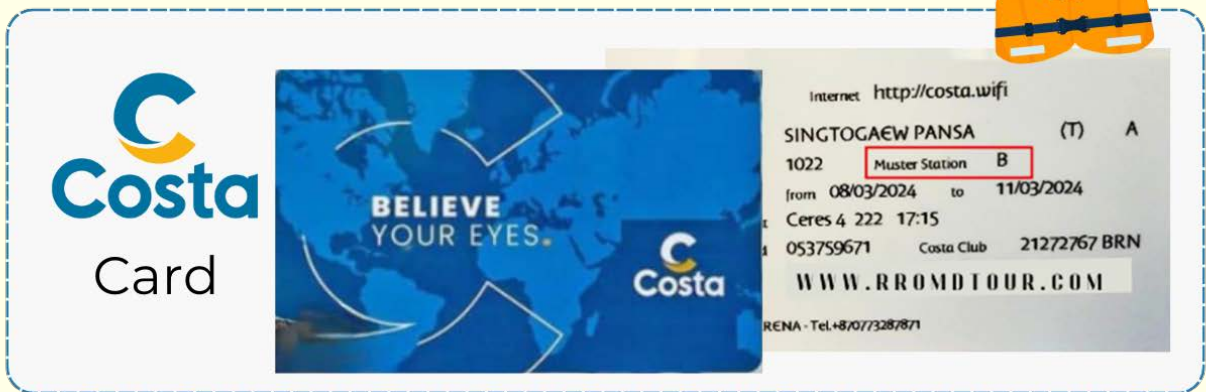 Costa
Card
BELIEVE
YOUR EYES.
Costa
Internet http://costa.wifi
SINGTOGAEW PANSA (T) A
1022 Muster Station B
from 08/03/2024 to 11/03/2024
Ceres 4 222 17:15
053759671 Costa Club 21272767 BRN
WWW.RROMDTOUR.COM
RENA - Tel.+870773287871